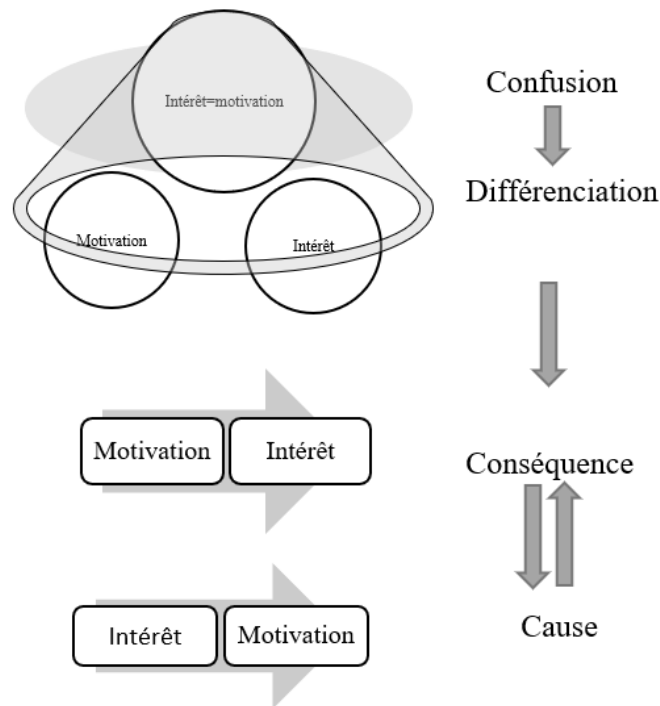 Intérêt=motivation
Confusion
Différenciation
Motivation
Intérêt
Motivation
Intérêt
Conséquence
Intérêt
Motivation
Cause